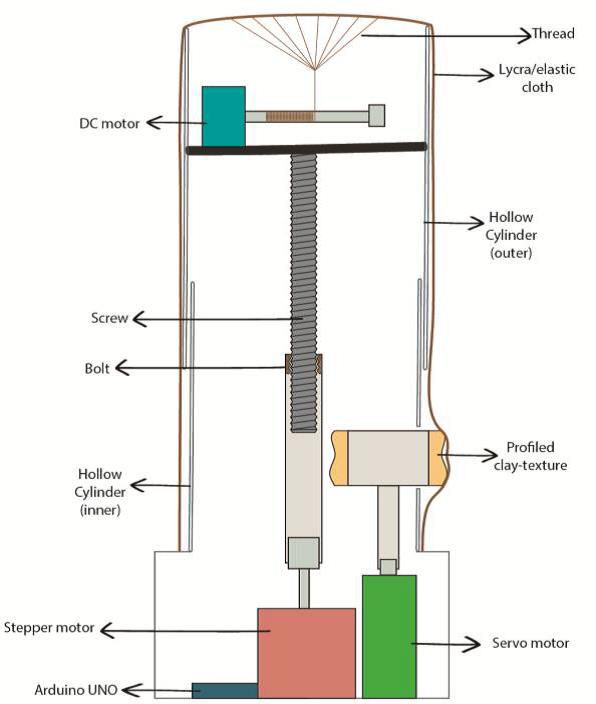 Thread
Lycra/elastic
cloth
DC motor
Hollow
Cylinder
(outer)
Screw
Bolt
Profiled
clay-texture
Hollow
Cylinder
(inner)
Stepper motor
Servo motor
Arduino UNO